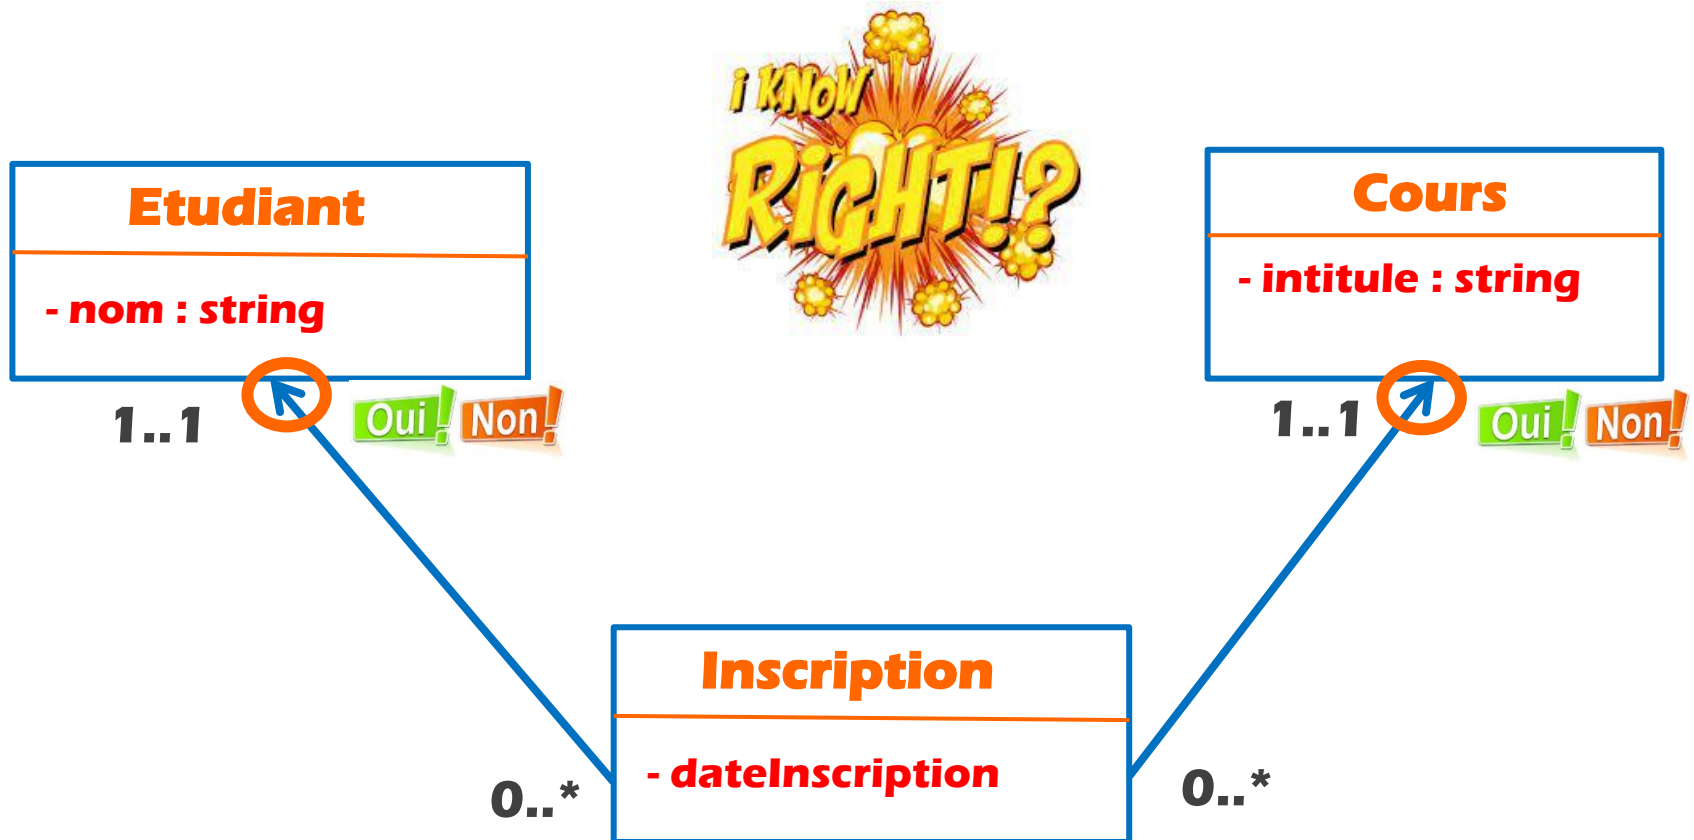 i KNOW
RiGHT!?
Etudiant
- nom : string
1..1
Oui! Non!
Cours
- intitule : string
1..1
Oui! Non!
Inscription
- dateInscription
0..*
0..*